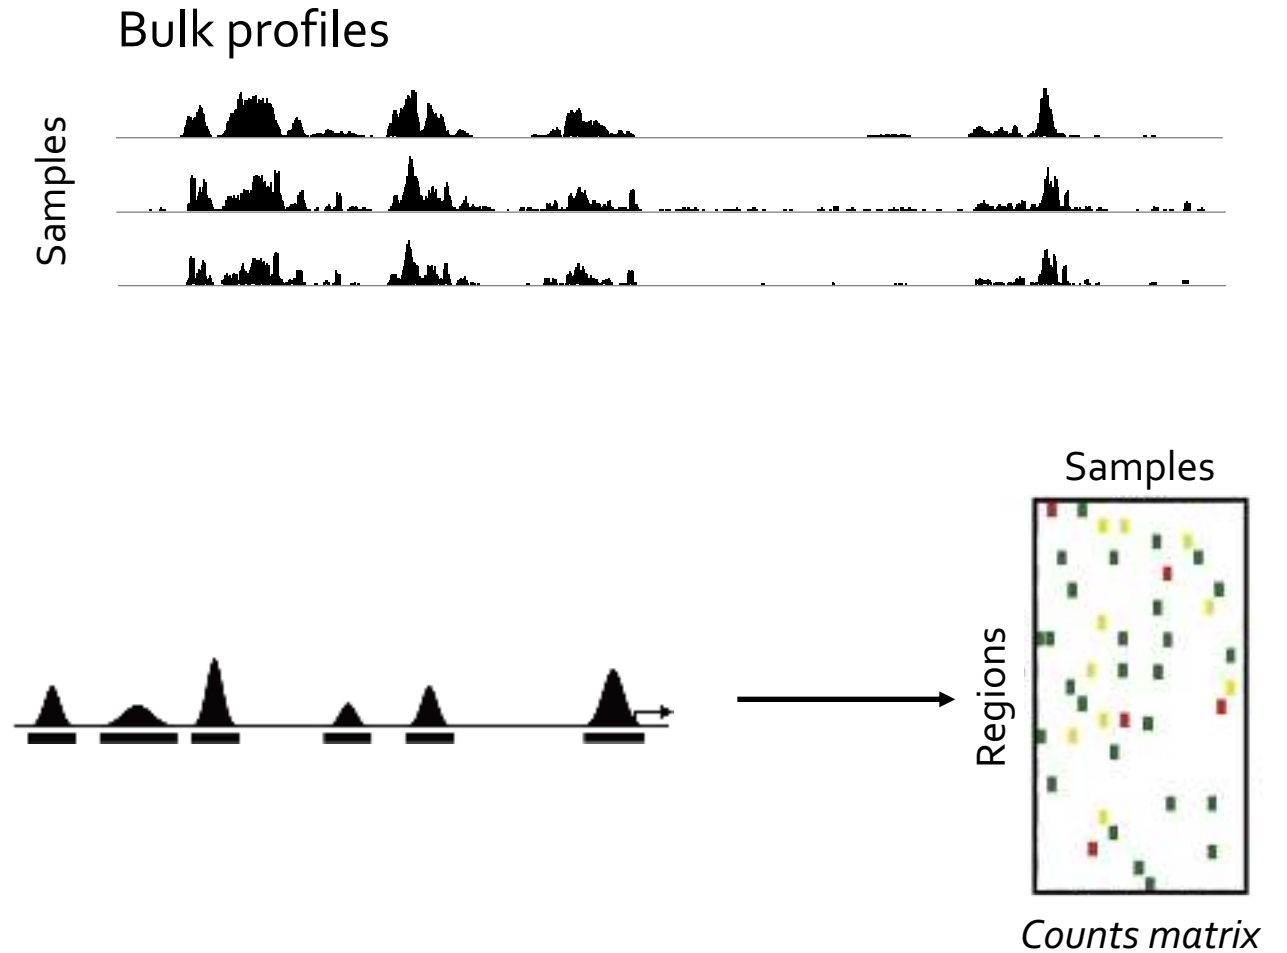 Bulk profiles
Samples
Samples
Regions
Counts matrix